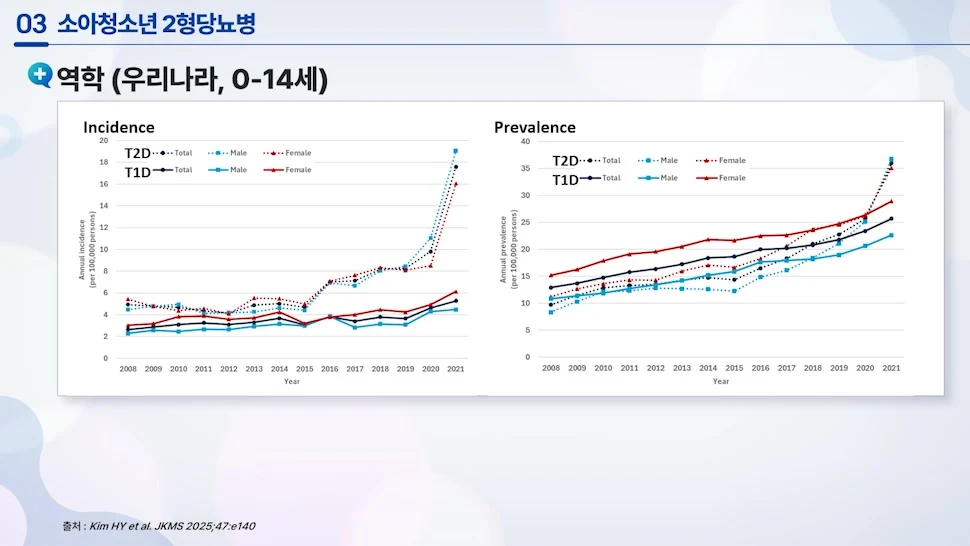 03 소아청소년 2형당뇨병
역학 (우리나라, 0-14세)
Incidence
20
18
16
14
12
10
8
6
4
2
0
Annual incidence
(per 100,000 persons)
T2D Total Male Female
T1D Total Male Female
2008 2009 2010 2011 2012 2013 2014 2015 2016 2017 2018 2019 2020 2021
Year
Prevalence
40
35
30
25
20
15
10
5
0
Annual prevalence
(per 100,000 persons)
T2D Total Male Female
T1D Total Male Female
2008 2009 2010 2011 2012 2013 2014 2015 2016 2017 2018 2019 2020 2021
Year
출처 : Kim HY et al. JKMS 2025;47:e140